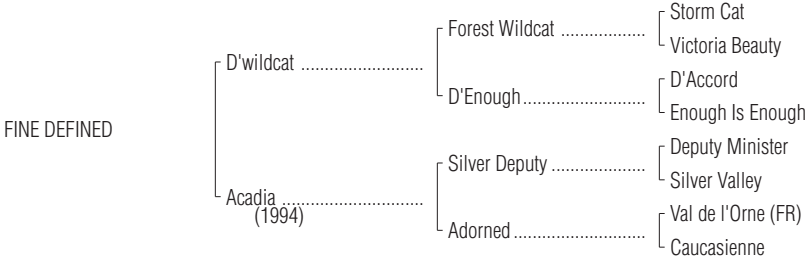 Storm Cat
Forest Wildcat ..................
Victoria Beauty
D'wildcat ..........................
D'Accord
D'Enough..........................
Enough Is Enough
FINE DEFINED
Deputy Minister
Silver Deputy ....................
Silver Valley
Acadia ..............................
(1994)
Val de l'Orne (FR)
Adorned............................
Caucasienne